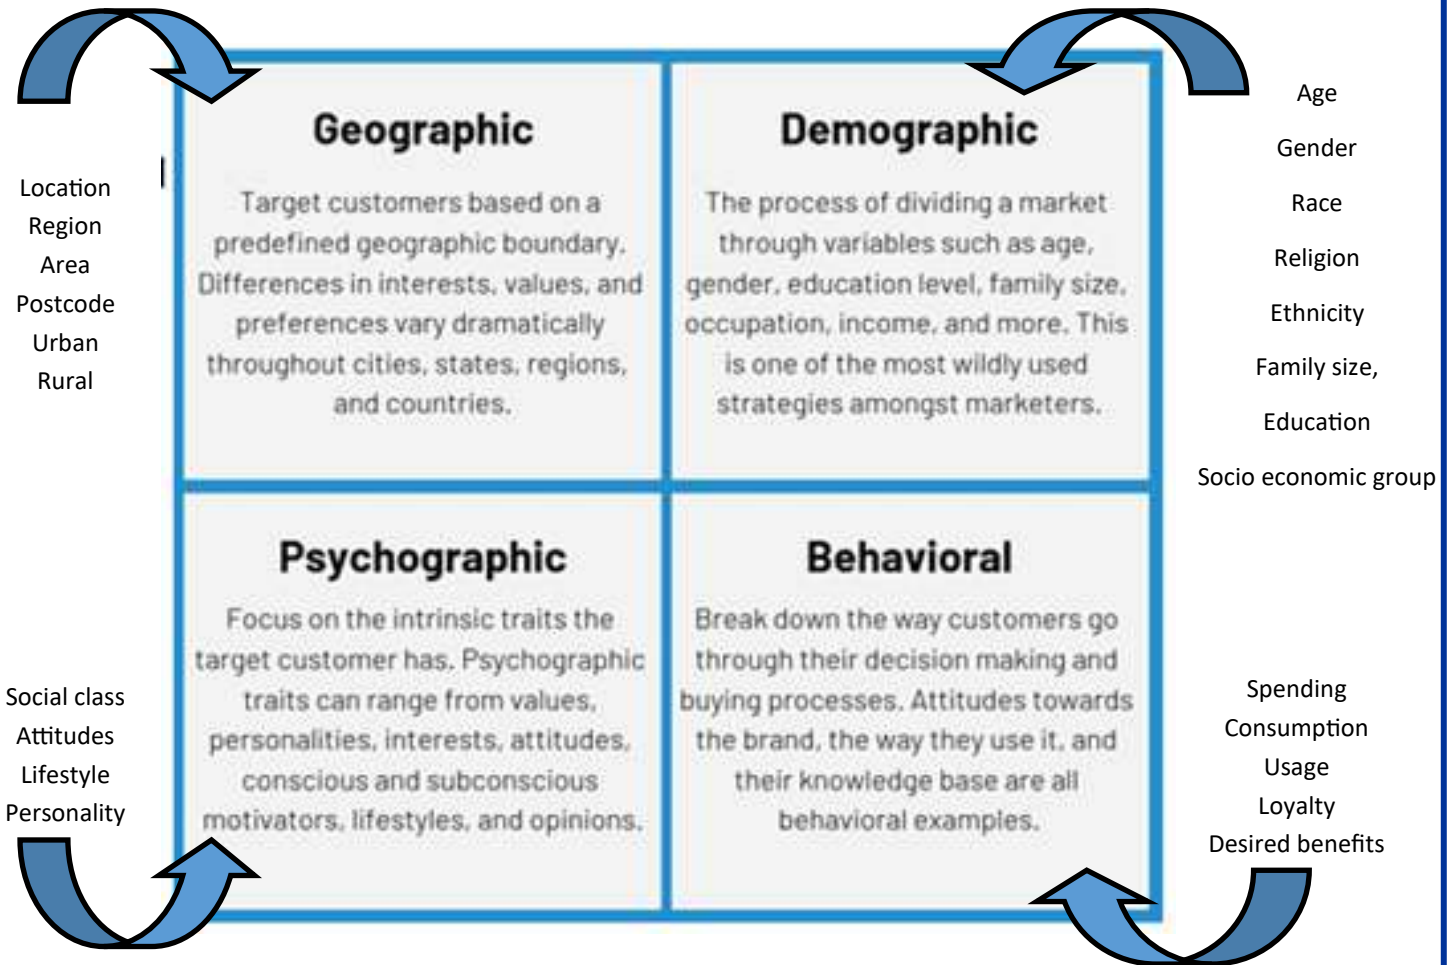 Geographic
Target customers based on a
predefined geographic boundary.
Differences in interests, values, and
preferences vary dramatically
throughout cities, states, regions,
and countries.
Location
Region
Area
Postcode
Urban
Rural
Demographic
The process of dividing a market
through variables such as age,
gender, education level, family size,
occupation, income, and more. This
is one of the most wildly used
strategies amongst marketers.
Age
Gender
Race
Religion
Ethnicity
Family size,
Education
Socio economic group
Psychographic
Focus on the intrinsic traits the
target customer has. Psychographic
traits can range from values,
personalities, interests, attitudes,
conscious and subconscious
motivators, lifestyles, and opinions.
Social class
Attitudes
Lifestyle
Personality
Behavioral
Break down the way customers go
through their decision making and
buying processes. Attitudes towards
the brand, the way they use it, and
their knowledge base are all
behavioral examples.
Spending
Consumption
Usage
Loyalty
Desired benefits